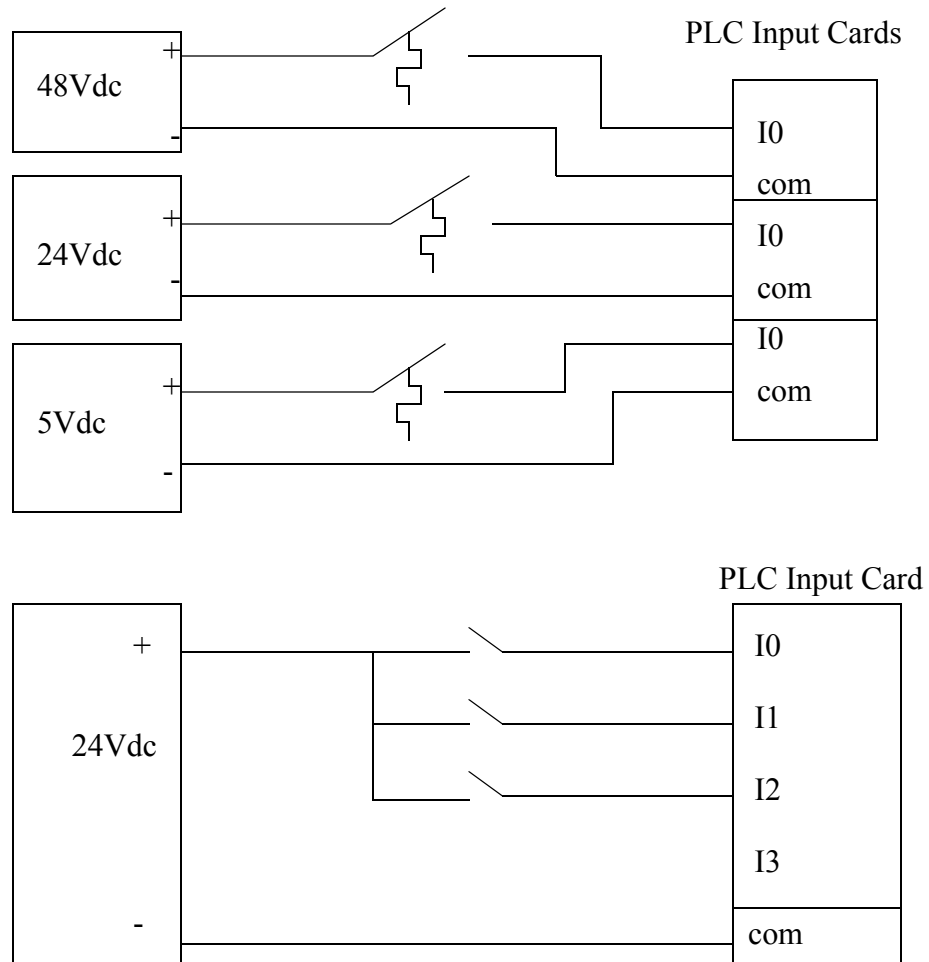 PLC Input Cards
+
48Vdc
-
I0
com
+
24Vdc
-
I0
com
+
5Vdc
-
I0
com
PLC Input Card
+
24Vdc
-
I0
I1
I2
I3
com